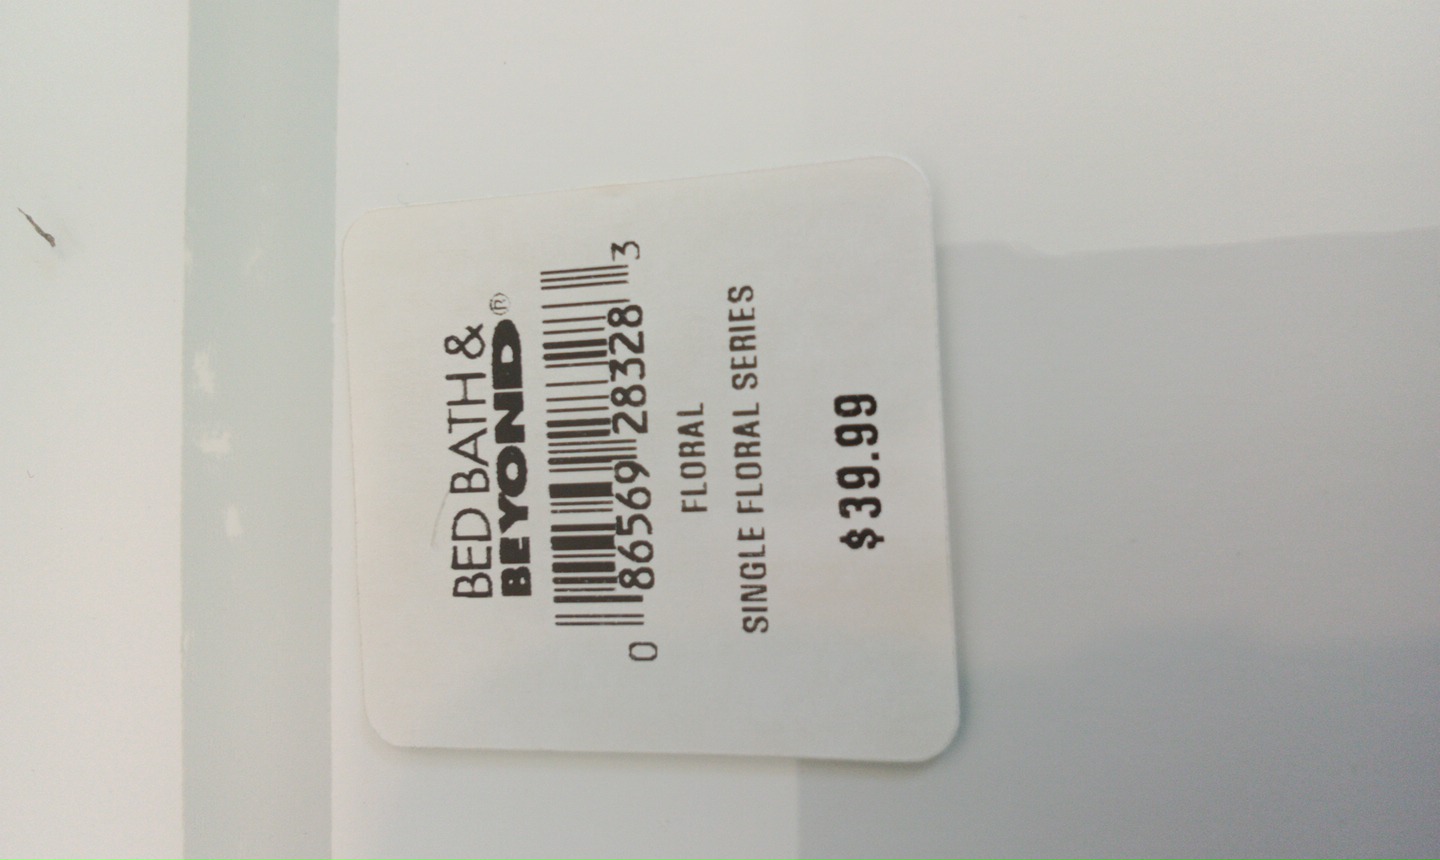 BED BATH &
BEYOND®
0 86569 28328 3
FLORAL
SINGLE FLORAL SERIES
$39.99